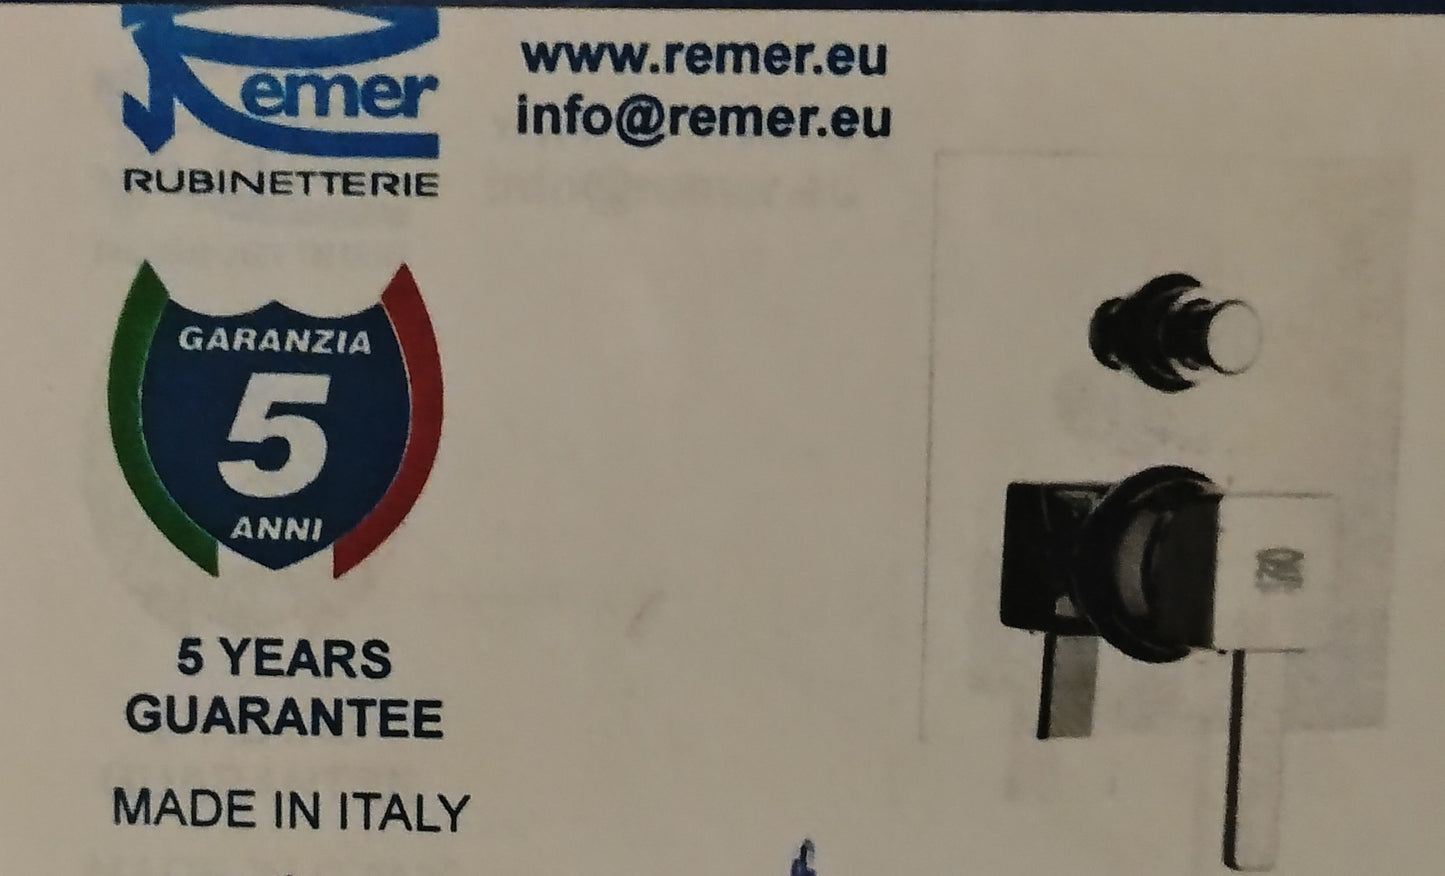 Remer
RUBINETTERIE
www.remer.eu
info@remer.eu
GARANZIA
5
ANNI
5 YEARS
GUARANTEE
MADE IN ITALY